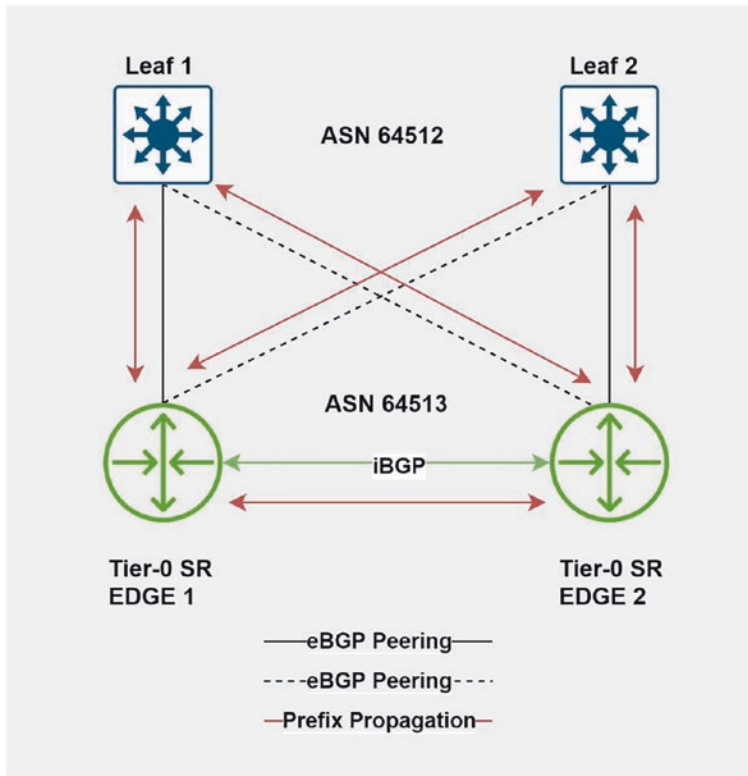 Leaf 1
Leaf 2
ASN 64512
ASN 64513
iBGP
Tier-0 SR
EDGE 1
Tier-0 SR
EDGE 2
eBGP Peering
eBGP Peering
Prefix Propagation